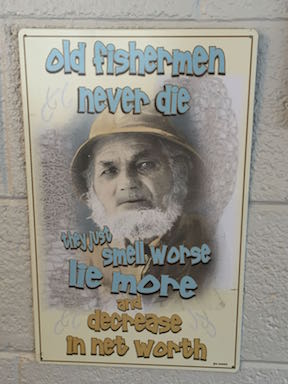 old fishermen
never die
they just
smell worse
lie more
and
decrease
in net worth